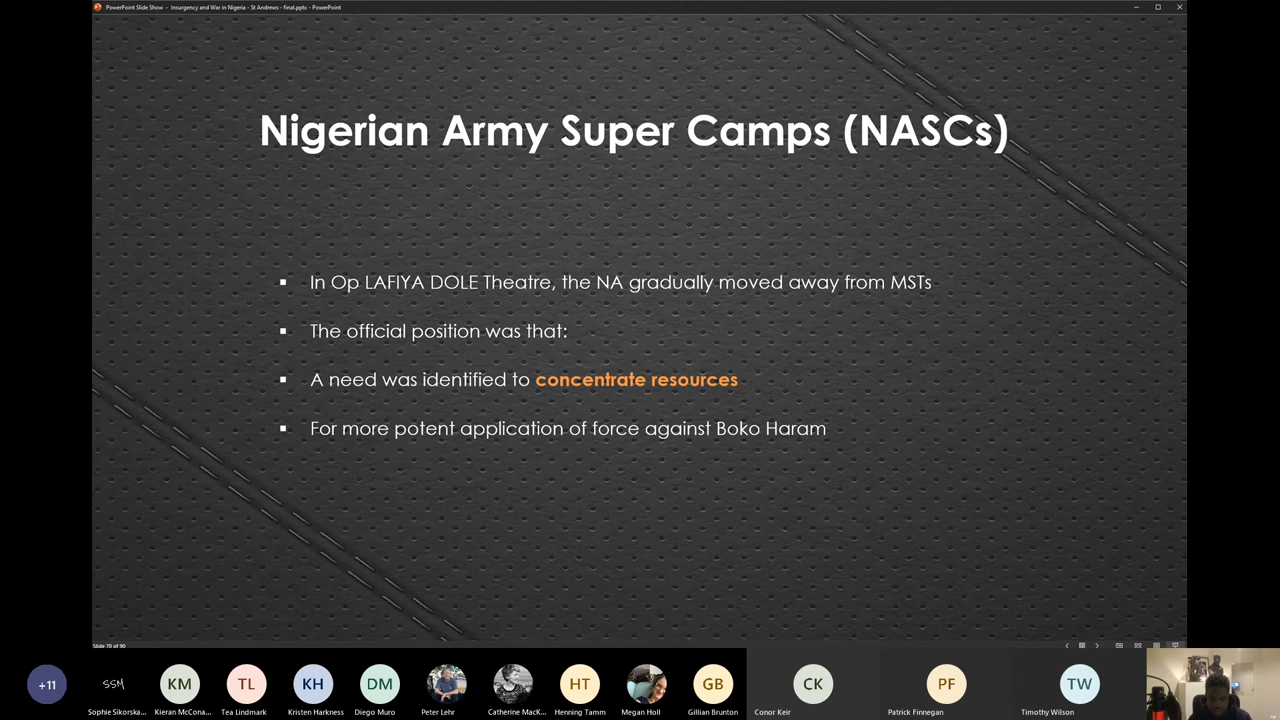 PowerPoint Slide Show - Insurgency and War in Nigeria - St Andrews - final.pptx - PowerPoint
Nigerian Army Super Camps (NASCs)
In Op LAFIYA DOLE Theatre, the NA gradually moved away from MSTs
The official position was that:
A need was identified to concentrate resources
For more potent application of force against Boko Haram
Slide 70 of 90
+11
SSM
KM
TL
KH
DM
HT
GB
CK
PF
TW
Sophie Sikorska...
Kieran McCona...
Tea Lindmark
Kristen Harkness
Diego Muro
Peter Lehr
Catherine MacK...
Henning Tamm
Megan Holl
Gillian Brunton
Conor Keir
Patrick Finnegan
Timothy Wilson